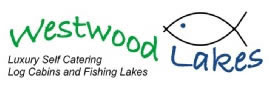 Westwood Lakes
Luxury Self Catering
Log Cabins and Fishing Lakes